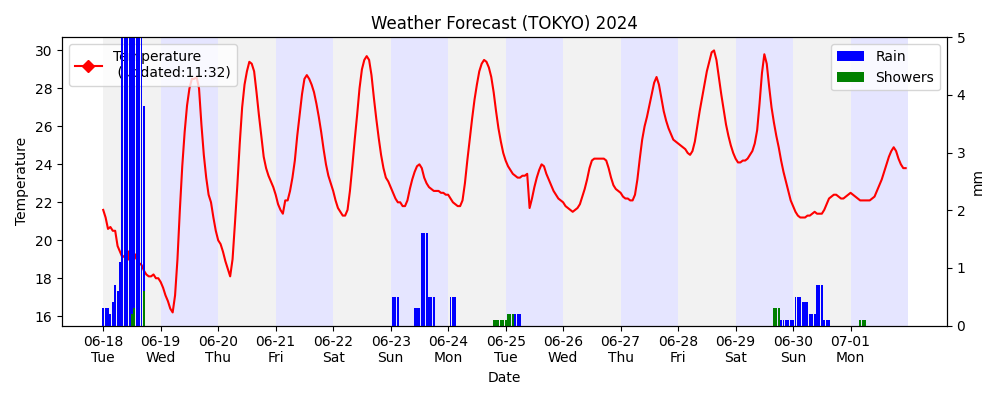 Weather Forecast (TOKYO) 2024
Temperature
(Updated:11:32)
Rain
Showers
Temperature
30
28
26
24
22
20
18
16
5
4
3
2
1
0
mm
06-18 06-19 06-20 06-21 06-22 06-23 06-24 06-25 06-26 06-27 06-28 06-29 06-30 07-01
Tue Wed Thu Fri Sat Sun Mon Tue Wed Thu Fri Sat Sun Mon
Date